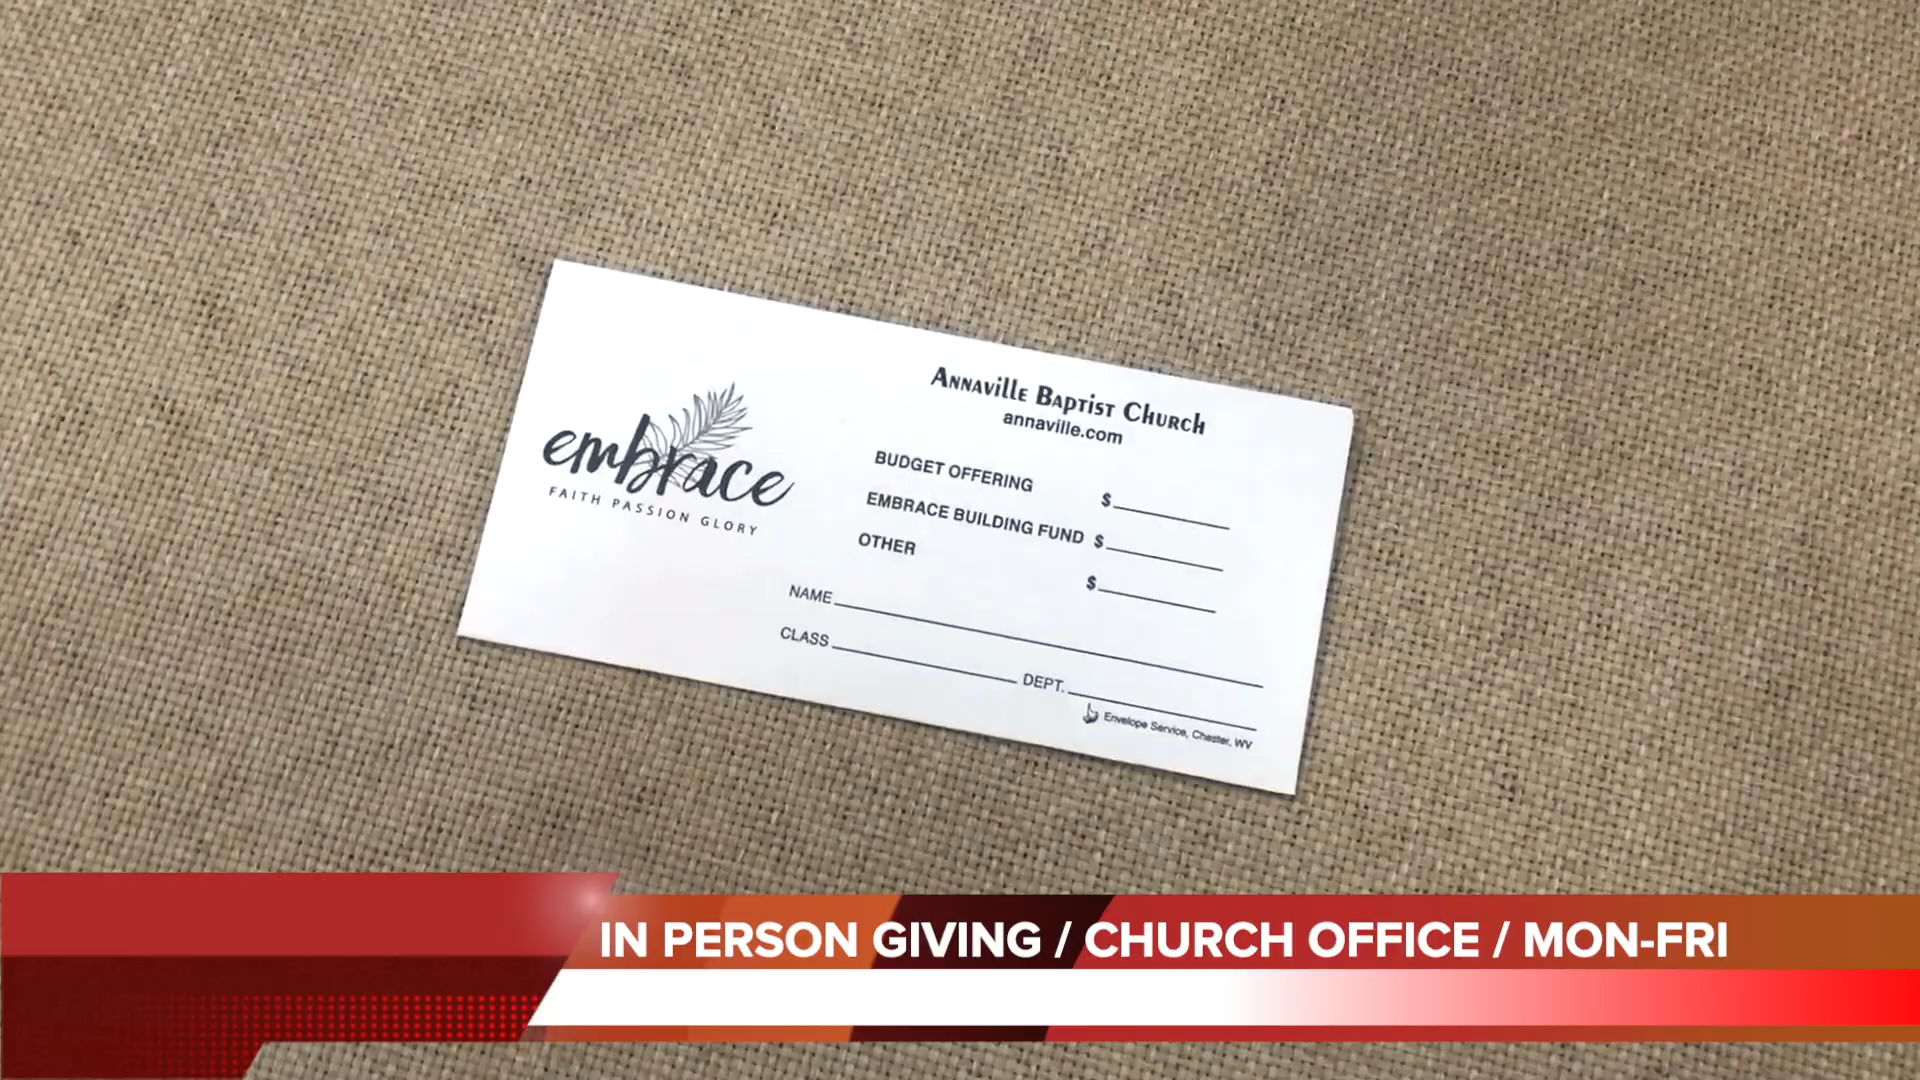 embrace
FAITH PASSION GLORY
Annaville Baptist Church
annaville.com
BUDGET OFFERING $
EMBRACE BUILDING FUND $
OTHER
$
NAME
CLASS DEPT.
Envelope Service, Chester, WV
IN PERSON GIVING / CHURCH OFFICE / MON-FRI